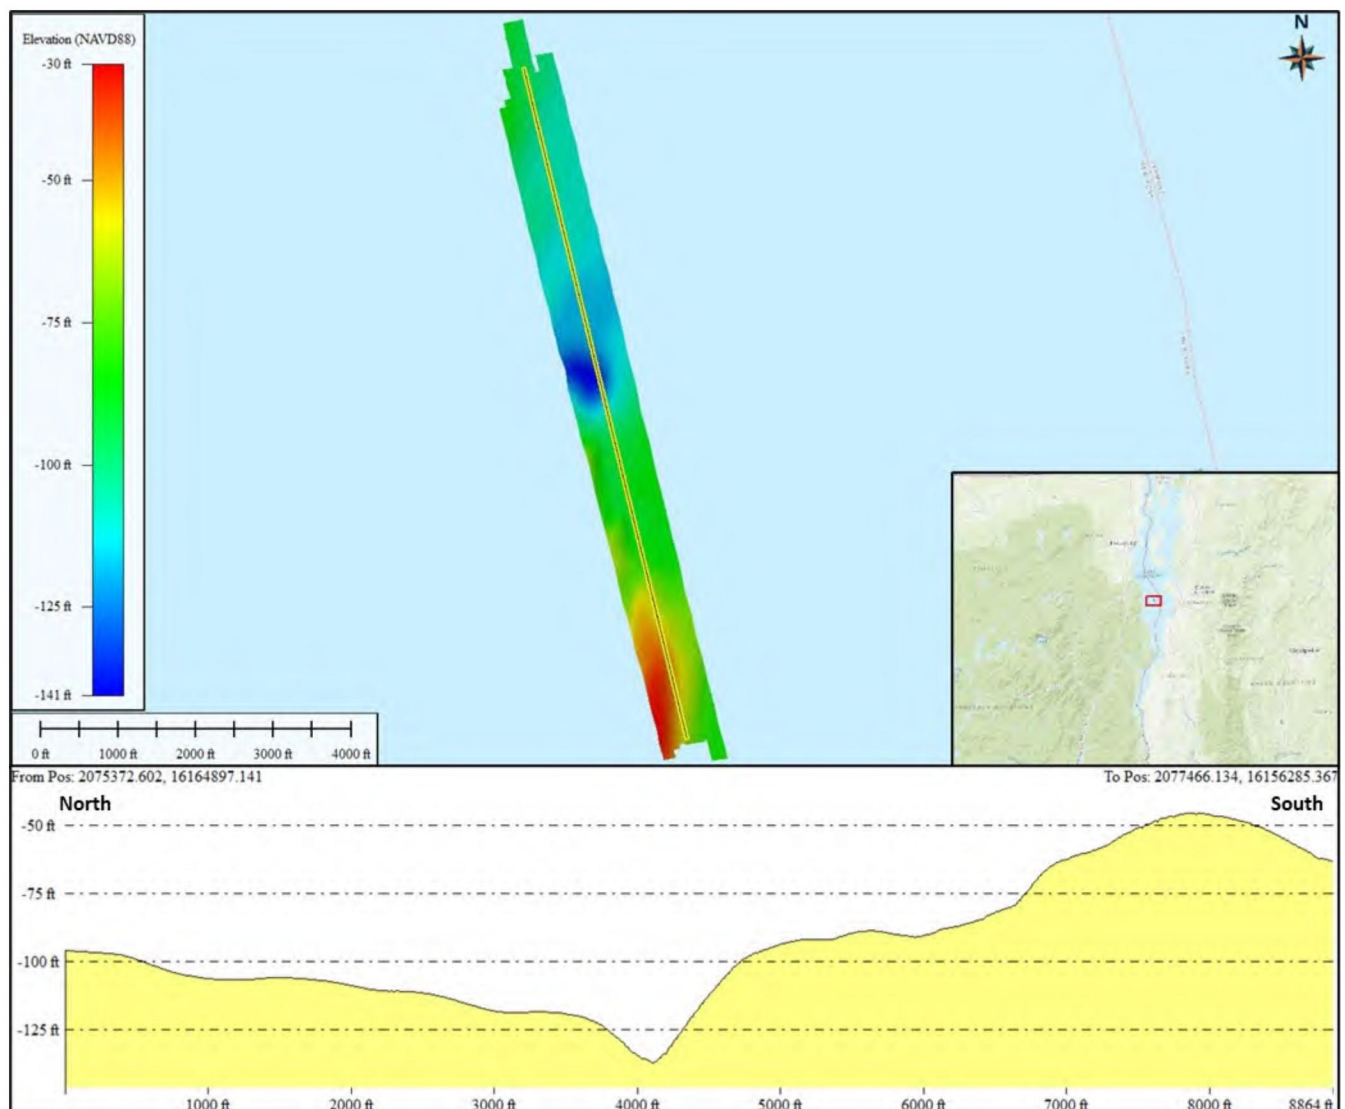 Elevation (NAVD88)
-30 ft
-50 ft
-75 ft
-100 ft
-125 ft
-141 ft
N
0 ft 1000 ft 2000 ft 3000 ft 4000 ft
From Pos: 2075372.602, 16164897.141 To Pos: 2077466.134, 16156285.367
North South
-50 ft
-75 ft
-100 ft
-125 ft
1000 ft 2000 ft 3000 ft 4000 ft 5000 ft 6000 ft 7000 ft 8000 ft 8864 ft